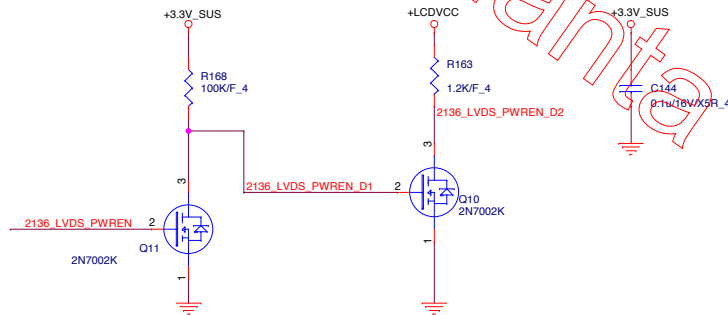 +3.3V_SUS
+LCDVCC
+3.3V_SUS
R168
100K/F_4
R163
1.2K/F_4
C144
0.1u/16V/X5R_4
2136_LVDS_PWREN_D2
3
3
2136_LVDS_PWREN_D1
2
Q10
2N7002K
2136_LVDS_PWREN
2
Q11
1
2N7002K
1
anta